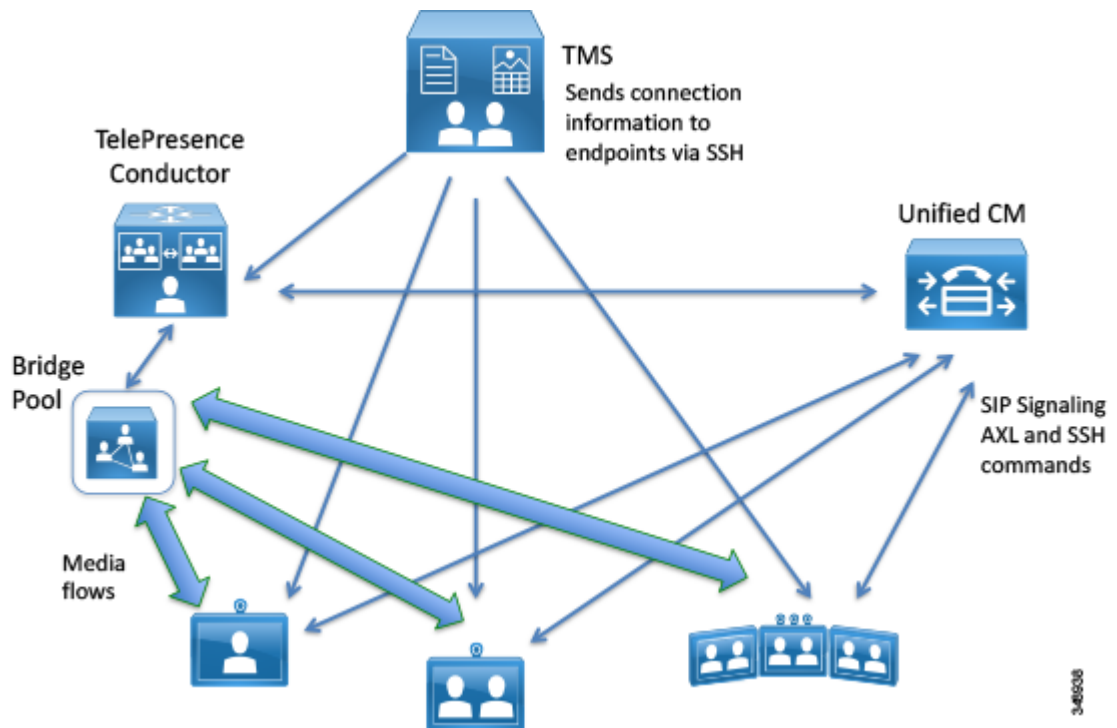 TMS
Sends connection
information to
endpoints via SSH
TelePresence
Conductor
Unified CM
Bridge
Pool
SIP Signaling
AXL and SSH
commands
Media
flows
348938